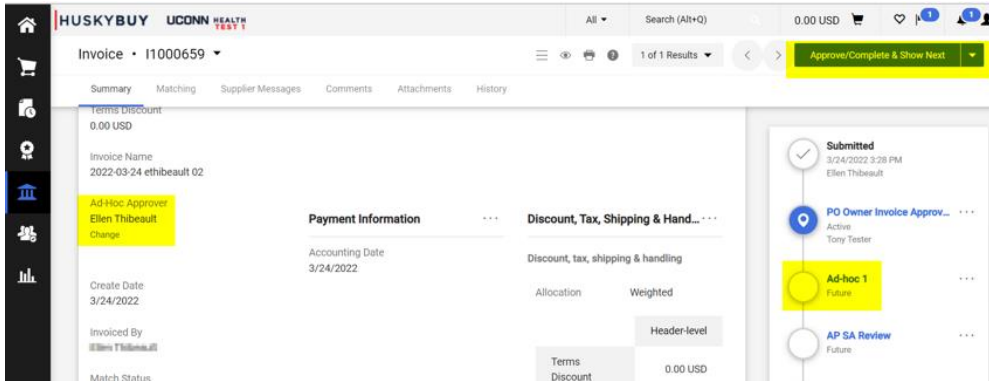 HUSKYBUY UCONN HEALTH
TEST 1
All Search (Alt+Q) 0.00 USD 1 1
Invoice • I1000659 1 of 1 Results Approve/Complete & Show Next
Summary Matching Supplier Messages Comments Attachments History
Terms Discount
0.00 USD
Invoice Name
2022-03-24 ethibeault 02
Ad-Hoc Approver
Ellen Thibeault
Change
Create Date
3/24/2022
Invoiced By
Match Status
Payment Information ...
Accounting Date
3/24/2022
Discount, Tax, Shipping & Hand... ...
Discount, tax, shipping & handling
Allocation Weighted
Header-level
Terms
Discount
0.00 USD
Submitted
3/24/2022 3:28 PM
Ellen Thibeault
PO Owner Invoice Approv... ...
Active
Tony Tester
Ad-hoc 1 ...
Future
AP SA Review ...
Future